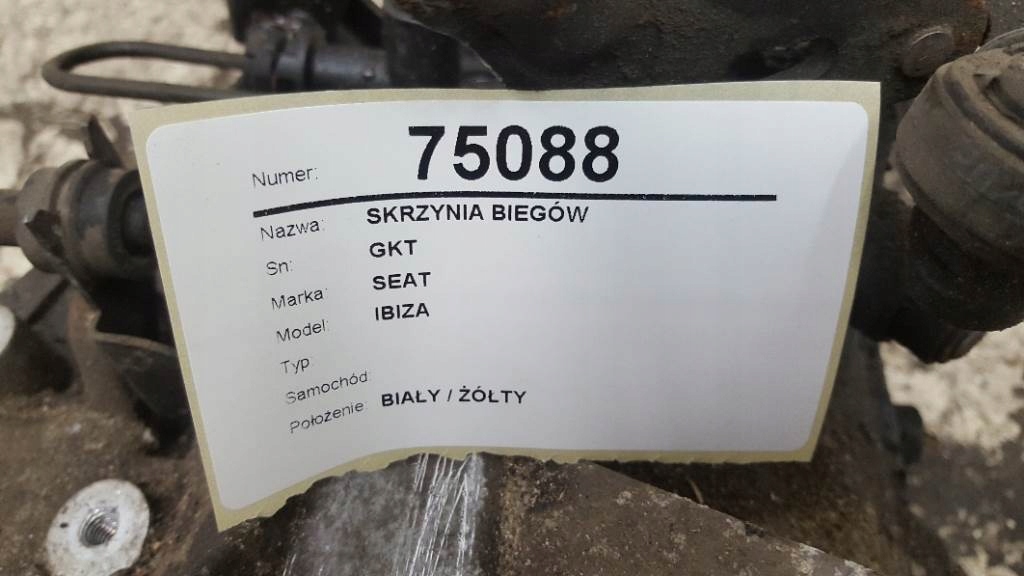 Numer: 75088
Nazwa: SKRZYNIA BIEGÓW
Sn: GKT
Marka: SEAT
Model: IBIZA
Typ:
Samochód:
Położenie: BIAŁY / ŻÓŁTY